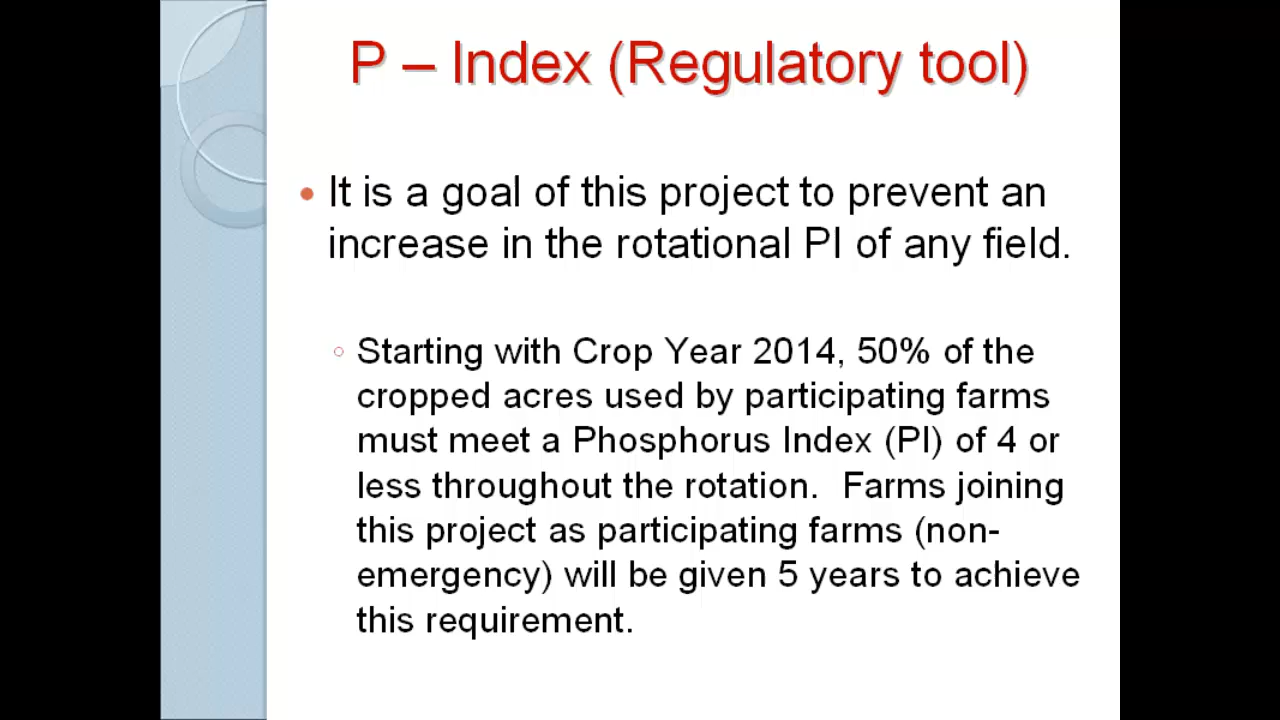 P – Index (Regulatory tool)
It is a goal of this project to prevent an
increase in the rotational PI of any field.
Starting with Crop Year 2014, 50% of the
cropped acres used by participating farms
must meet a Phosphorus Index (PI) of 4 or
less throughout the rotation.  Farms joining
this project as participating farms (non-
emergency) will be given 5 years to achieve
this requirement.